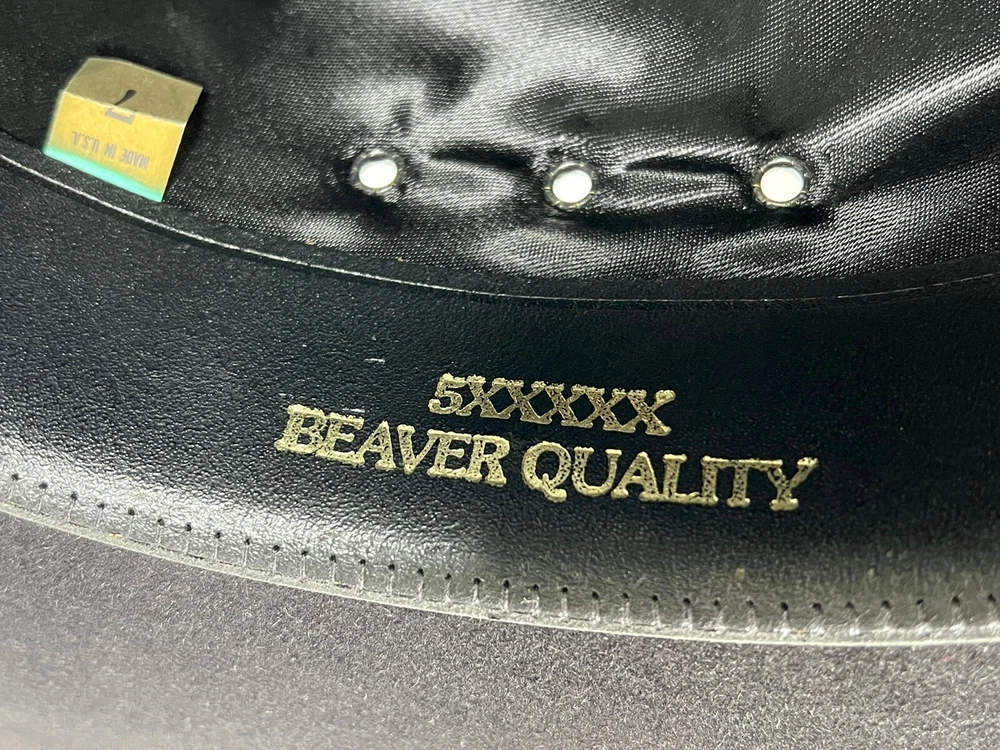 7
MADE IN U.S.A.
5XXXXX
BEAVER QUALITY